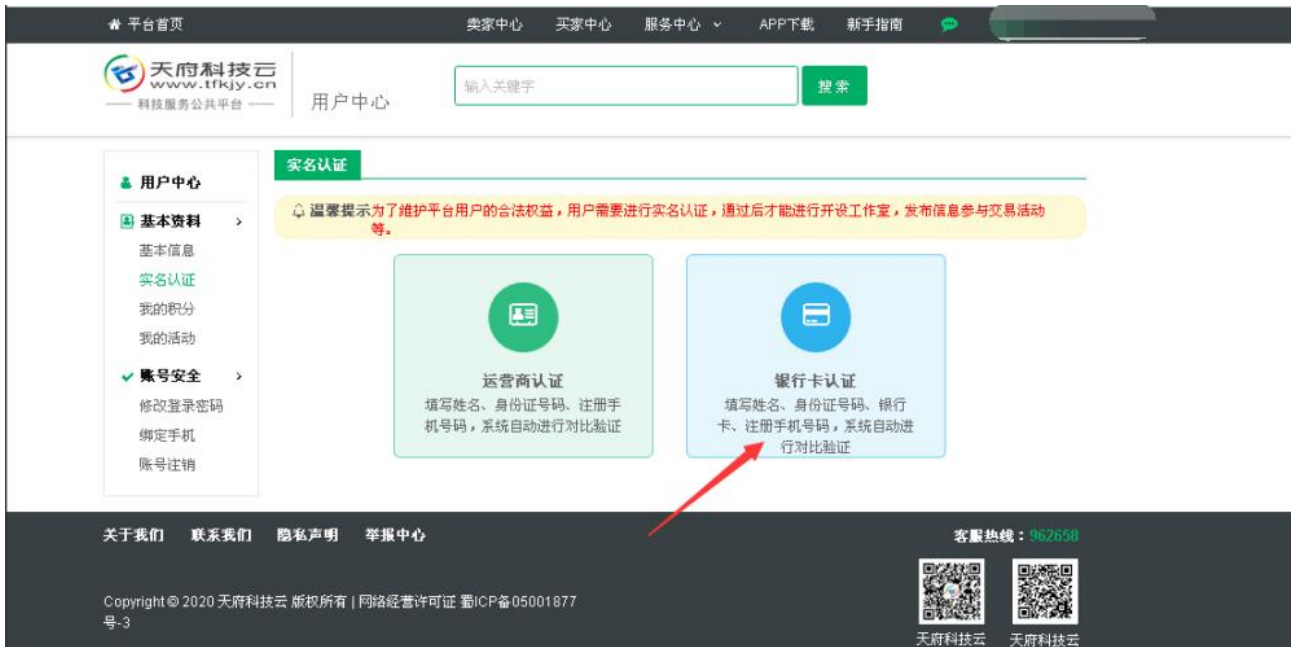 平台首页
卖家中心 买家中心 服务中心 APP下载 新手指南
天府科技云
www.tfkjy.cn
科技服务公共平台
用户中心
输入关键字
搜索
用户中心
基本资料
基本信息
实名认证
我的积分
我的活动
账号安全
修改登录密码
绑定手机
账号注销
实名认证
温馨提示为了维护平台用户的合法权益，用户需要进行实名认证，通过后才能进行开设工作室，发布信息参与交易活动
等。
运营商认证
填写姓名、身份证号码、注册手
机号码，系统自动进行对比验证
银行卡认证
填写姓名、身份证号码、银行
卡、注册手机号码，系统自动进
行对比验证
关于我们 联系我们 隐私声明 举报中心
客服热线：962658
Copyright © 2020 天府科技云 版权所有 | 网络经营许可证 蜀ICP备05001877
号-3
天府科技云 天府科技云